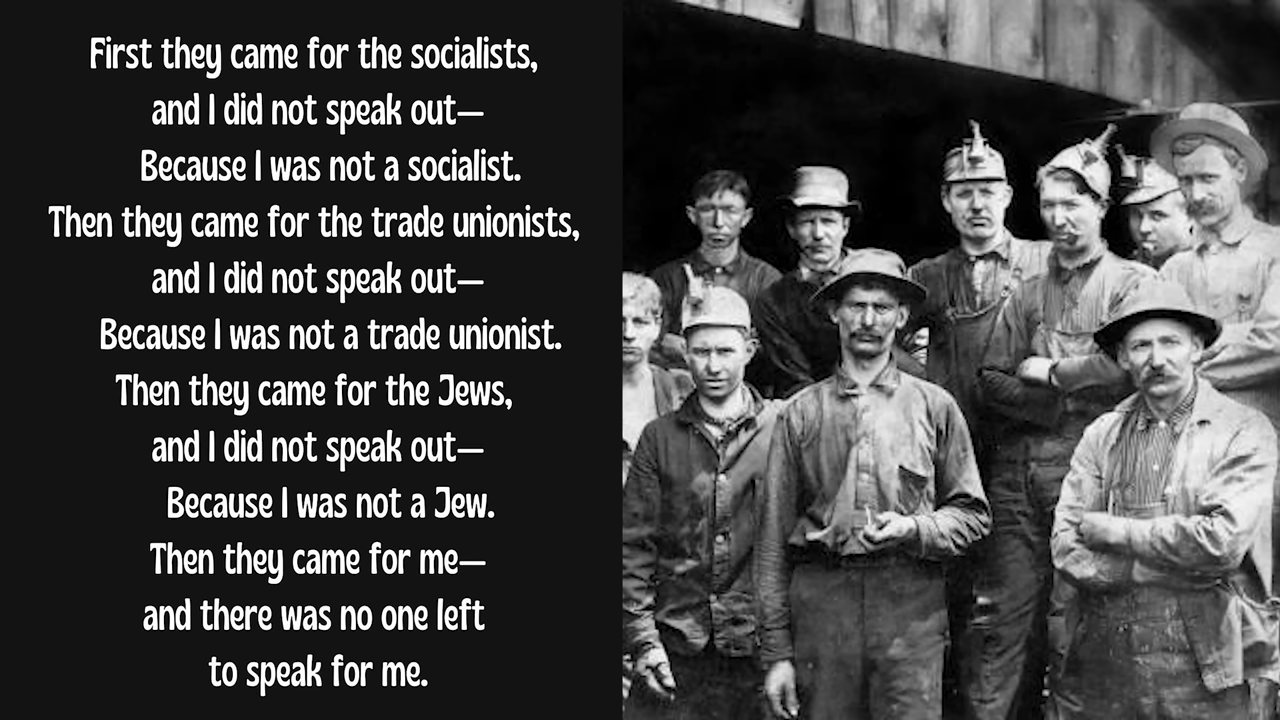 First they came for the socialists,
and I did not speak out—
Because I was not a socialist.
Then they came for the trade unionists,
and I did not speak out—
Because I was not a trade unionist.
Then they came for the Jews,
and I did not speak out—
Because I was not a Jew.
Then they came for me—
and there was no one left
to speak for me.